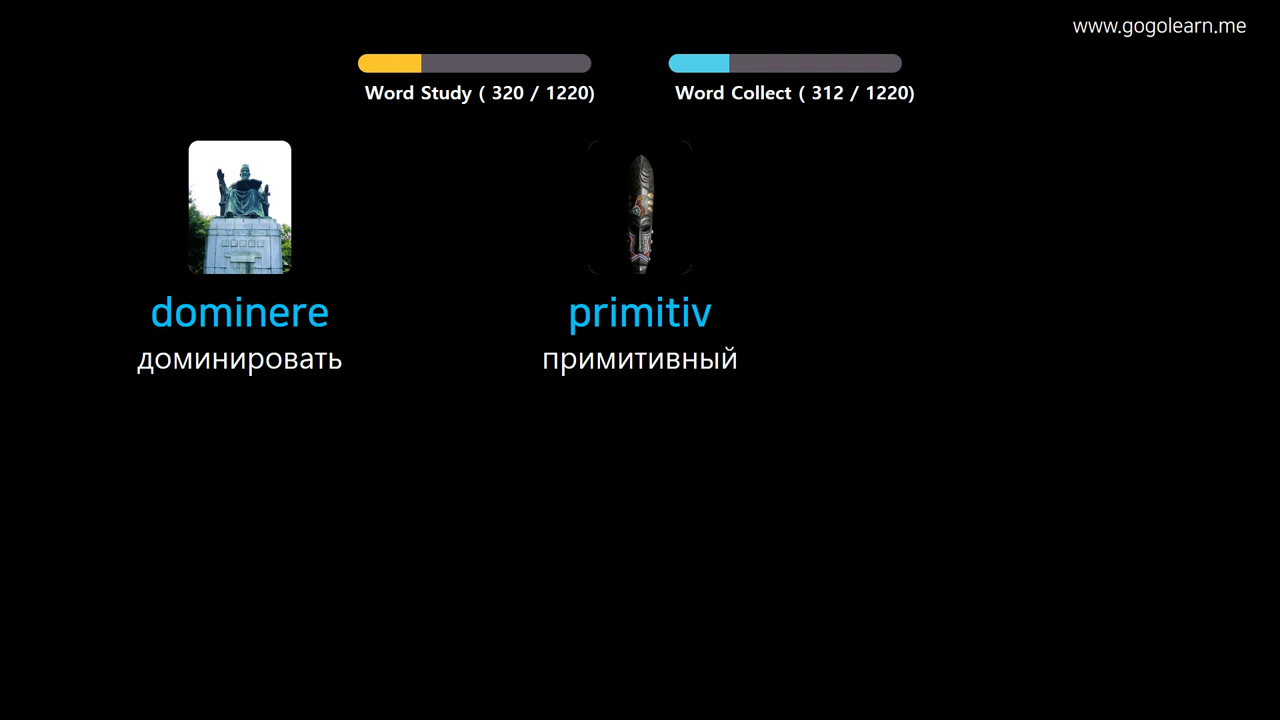 www.gogolearn.me
Word Study ( 320 / 1220)
Word Collect ( 312 / 1220)
dominere
доминировать
primitiv
примитивный